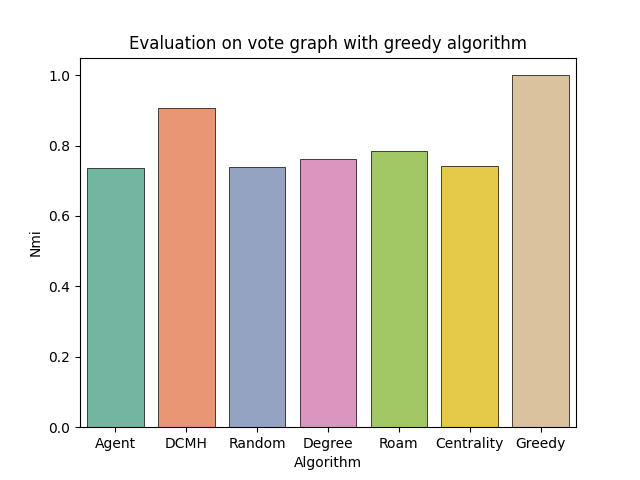 Evaluation on vote graph with greedy algorithm
1.0
0.8
0.6
0.4
0.2
0.0
Nmi
Agent DCMH Random Degree Roam Centrality Greedy
Algorithm